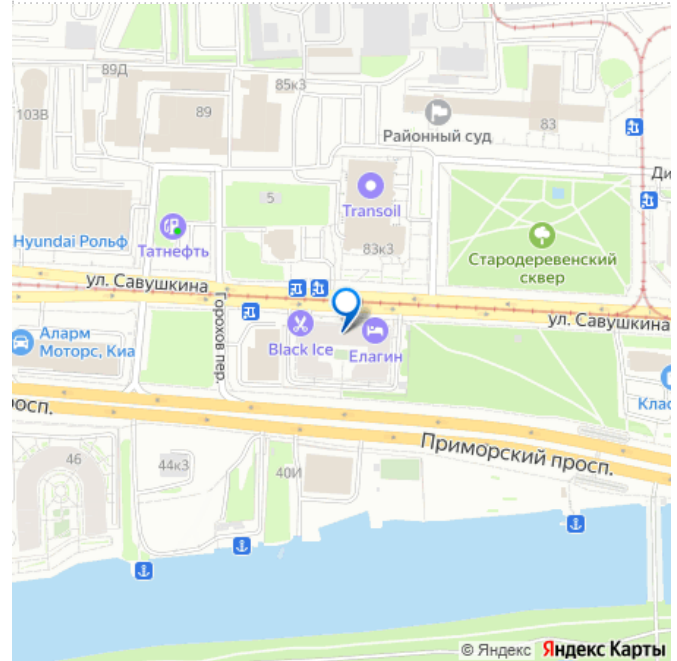 89Д
85к3
103В
89
Районный суд
83
5
Ди
Transoil
Hyundai Рольф
Татнефть
83к3
Стародеревенский
сквер
ул. Савушкина
ул. Савушкина
Горохов пер.
Аларм
Моторс, Киа
Black Ice
Елагин
Клас
росп.
Приморский просп.
46
44к3
40И
© Яндекс Яндекс Карты